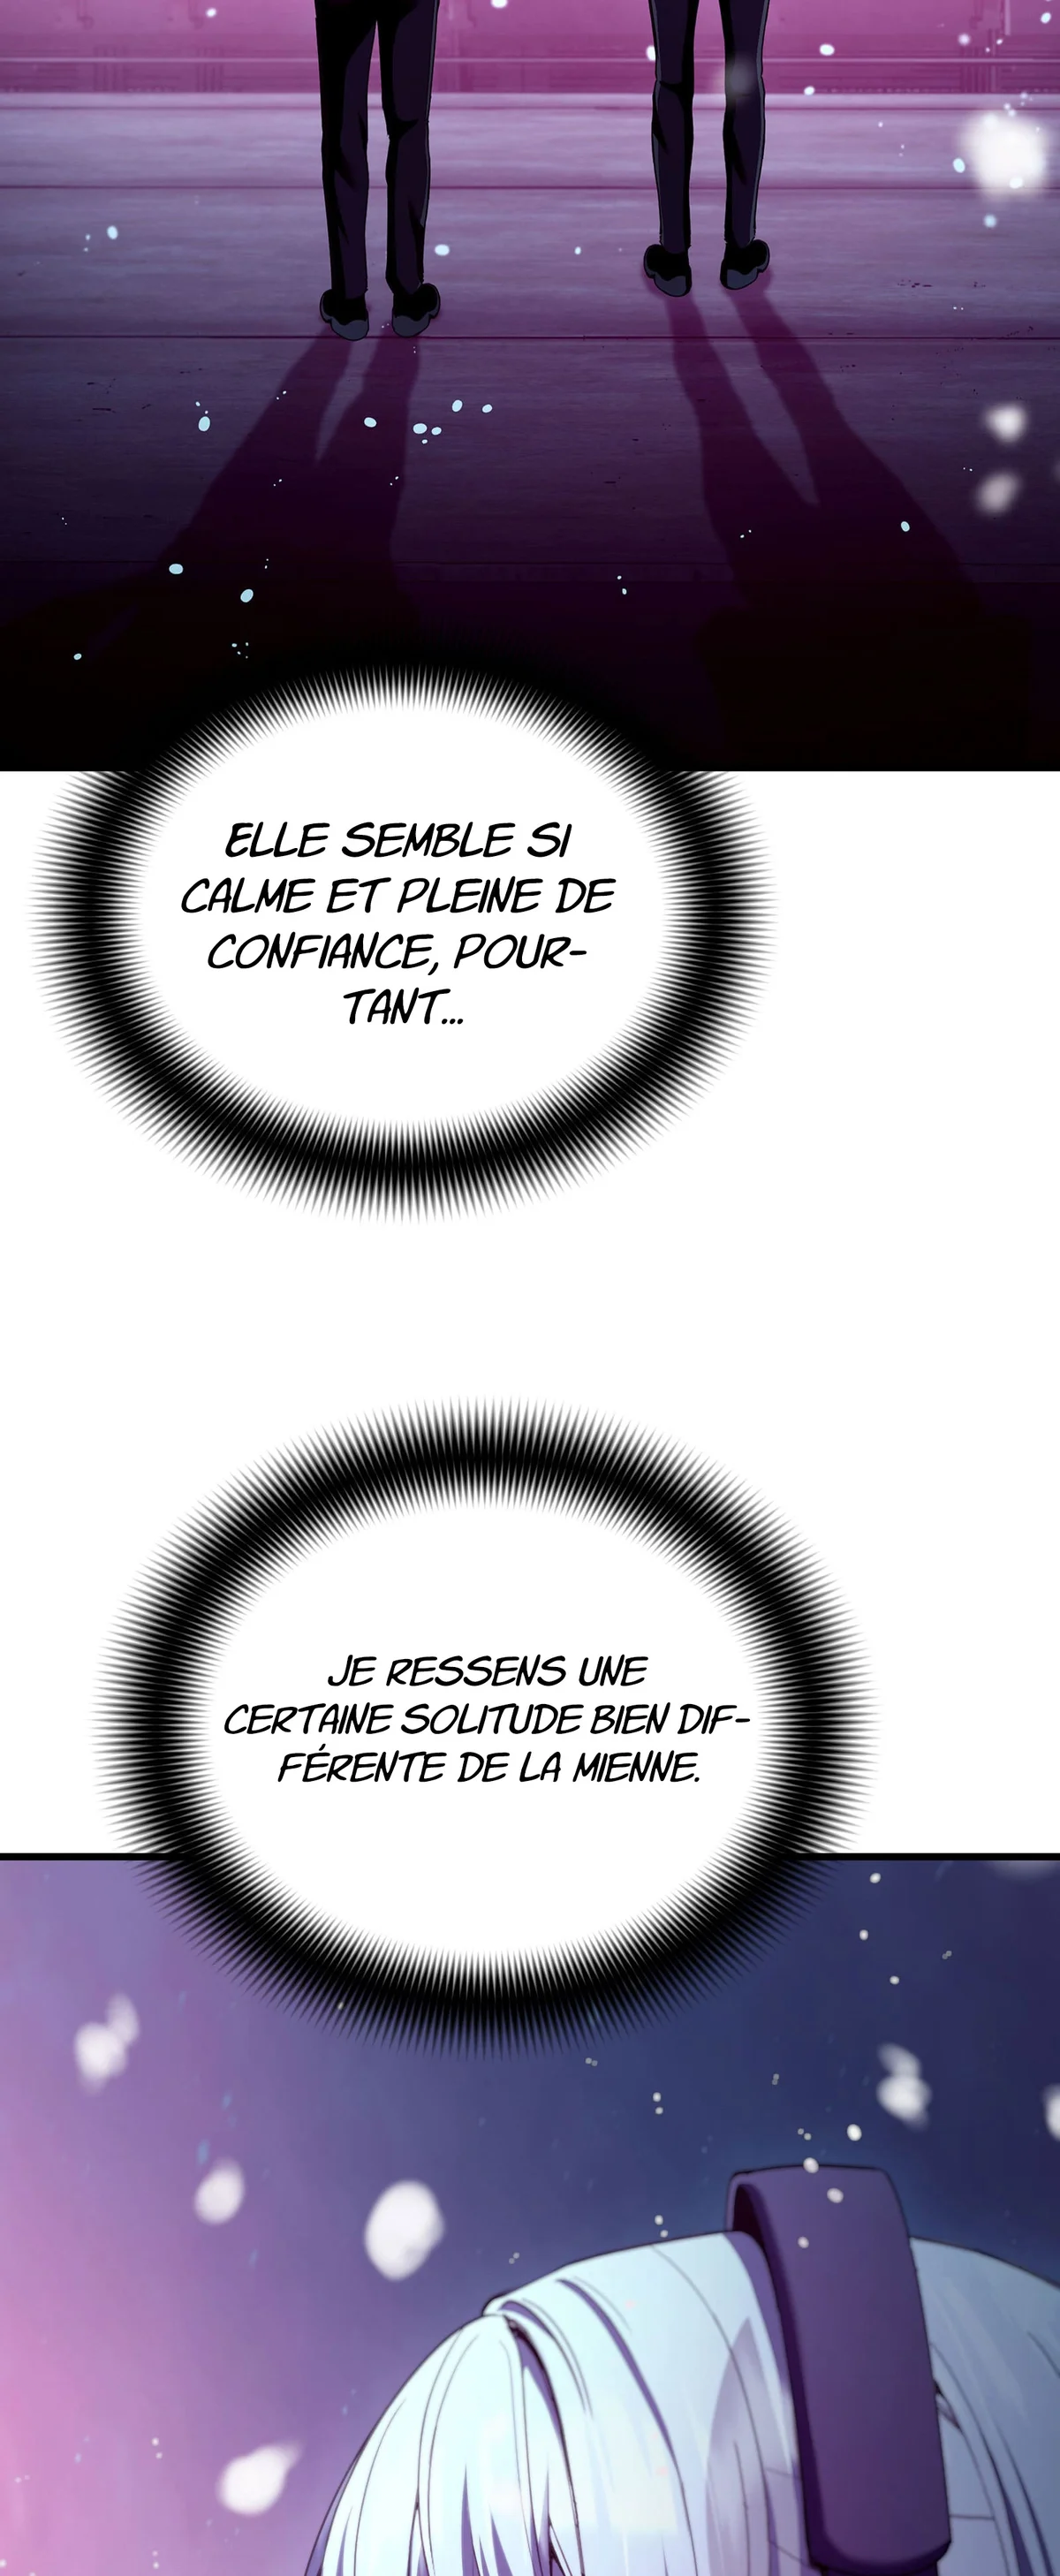 ELLE SEMBLE SI
CALME ET PLEINE DE
CONFIANCE, POUR-
TANT...
JE RESSENS UNE
CERTAINE SOLITUDE BIEN DIF-
FÉRENTE DE LA MIENNE.